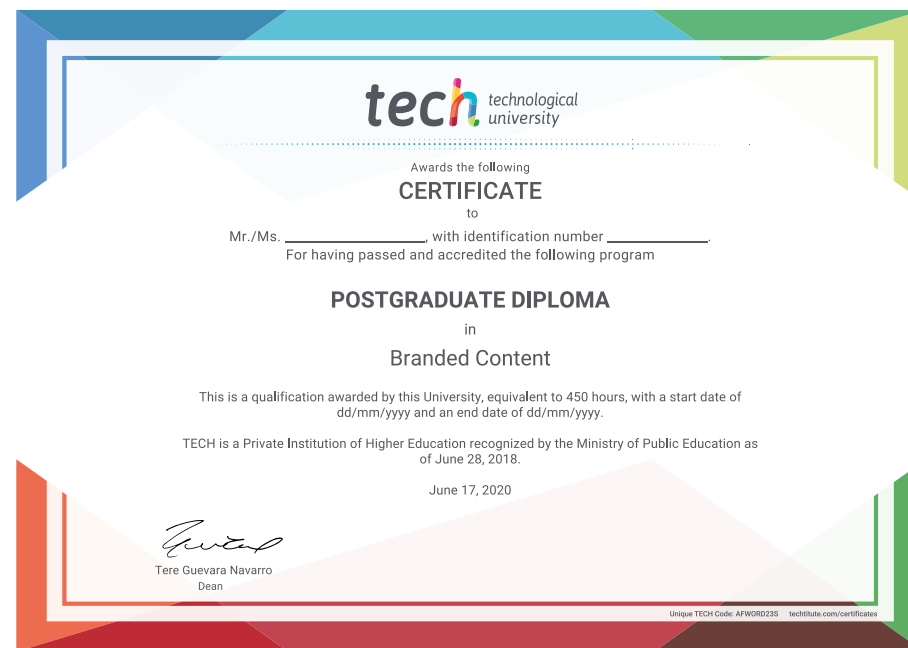 tech technological
university
Awards the following
CERTIFICATE
to
Mr./Ms. ____________________, with identification number __________________.
For having passed and accredited the following program
POSTGRADUATE DIPLOMA
in
Branded Content
This is a qualification awarded by this University, equivalent to 450 hours, with a start date of
dd/mm/yyyy and an end date of dd/mm/yyyy.
TECH is a Private Institution of Higher Education recognized by the Ministry of Public Education as
of June 28, 2018.
June 17, 2020
Tere Guevara Navarro
Dean
Unique TECH Code: AFWORD23S techtitute.com/certificates